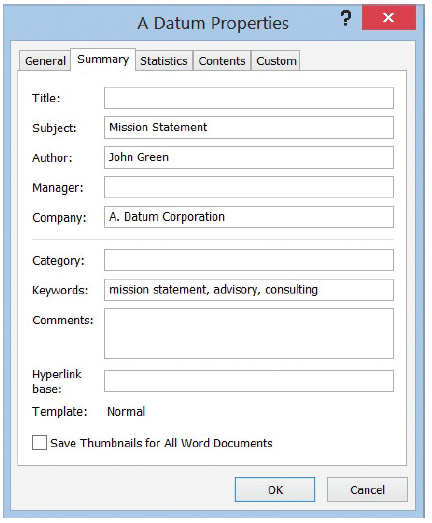 A Datum Properties
? x
General Summary Statistics Contents Custom
Title:
Subject: Mission Statement
Author: John Green
Manager:
Company: A. Datum Corporation
Category:
Keywords: mission statement, advisory, consulting
Comments:
Hyperlink
base:
Template: Normal
Save Thumbnails for All Word Documents
OK Cancel